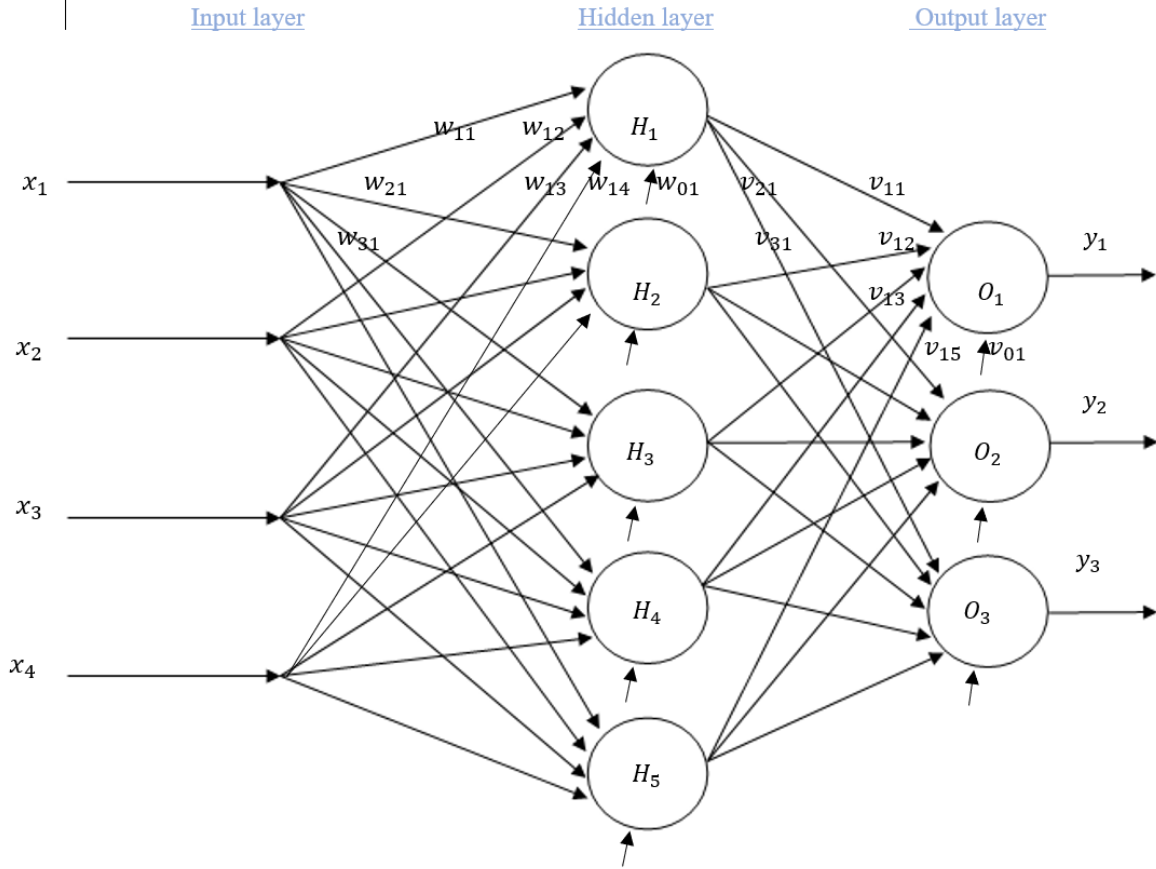 Input layer
Hidden layer
Output layer
H₁
w₁₁
w₁₂
x₁
w₂₁
w₁₃
w₁₄
w₀₁
v₂₁
v₁₁
w₃₁
v₃₁
v₁₂
y₁
H₂
v₁₃
O₁
x₂
v₁₅
v₀₁
y₂
H₃
O₂
x₃
y₃
H₄
O₃
x₄
H₅